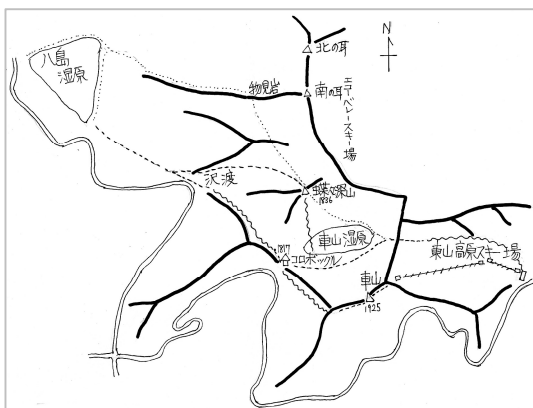 北の耳
N
八島
湿原
物見岩
南の耳
エコーバレースキー場
沢渡
蝶々深山
1836
車山湿原
車山高原スキー場
1817
コロボックル
車山
1925